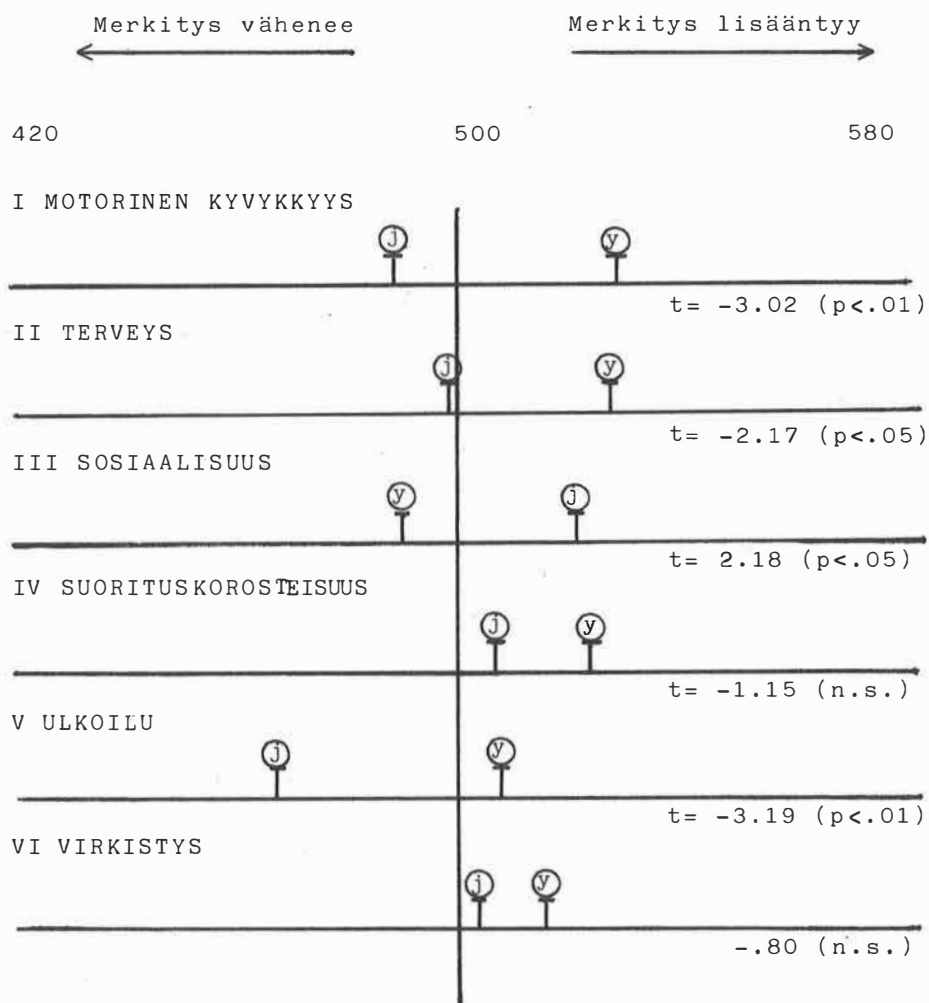 Merkitys vähenee Merkitys lisääntyy
420 500 580
I MOTORINEN KYVYKKYYS
j y
t= -3.02 (p<.01)
II TERVEYS
j y
t= -2.17 (p<.05)
III SOSIAALISUUS
y j
t= 2.18 (p<.05)
IV SUORITUSKOROSTEISUUS
j y
t= -1.15 (n.s.)
V ULKOILU
j y
t= -3.19 (p<.01)
VI VIRKISTYS
j y
-.80 (n.s.)